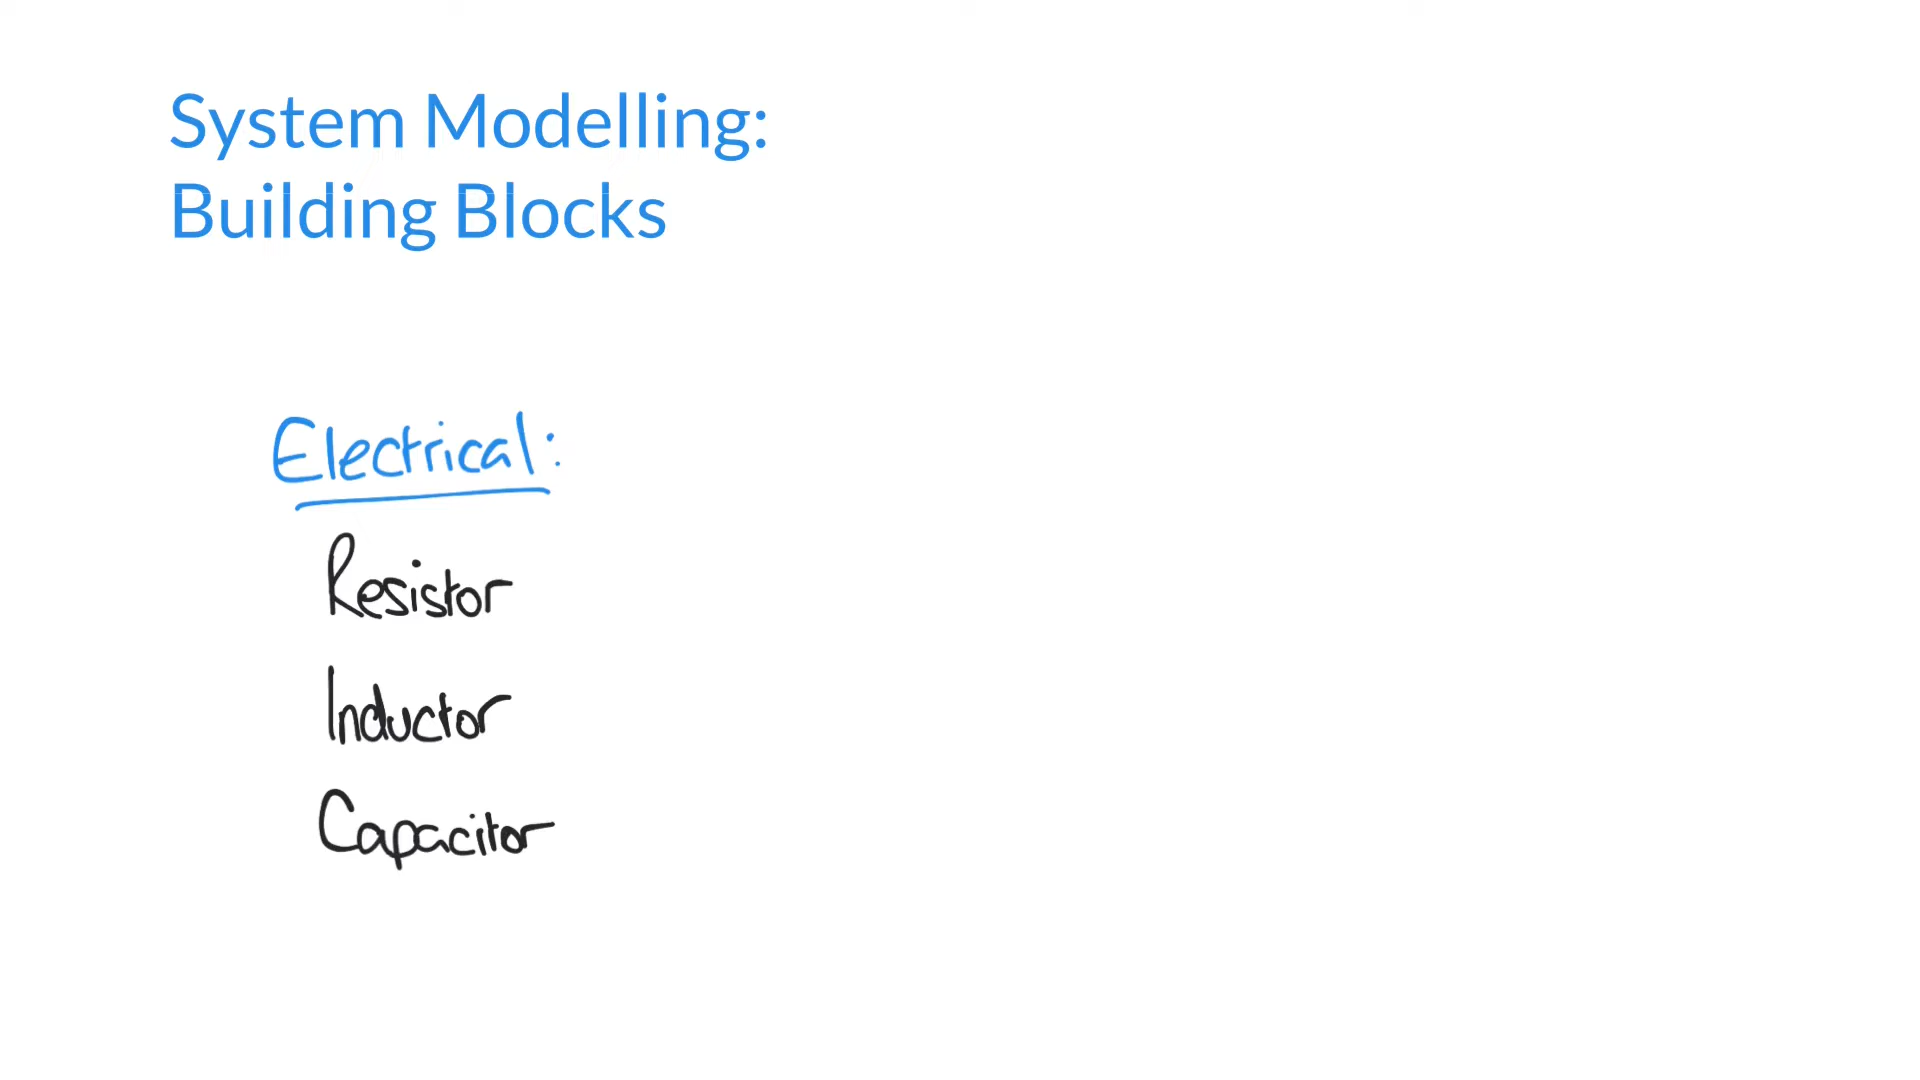 System Modelling:
Building Blocks
Electrical:
Resistor
Inductor
Capacitor